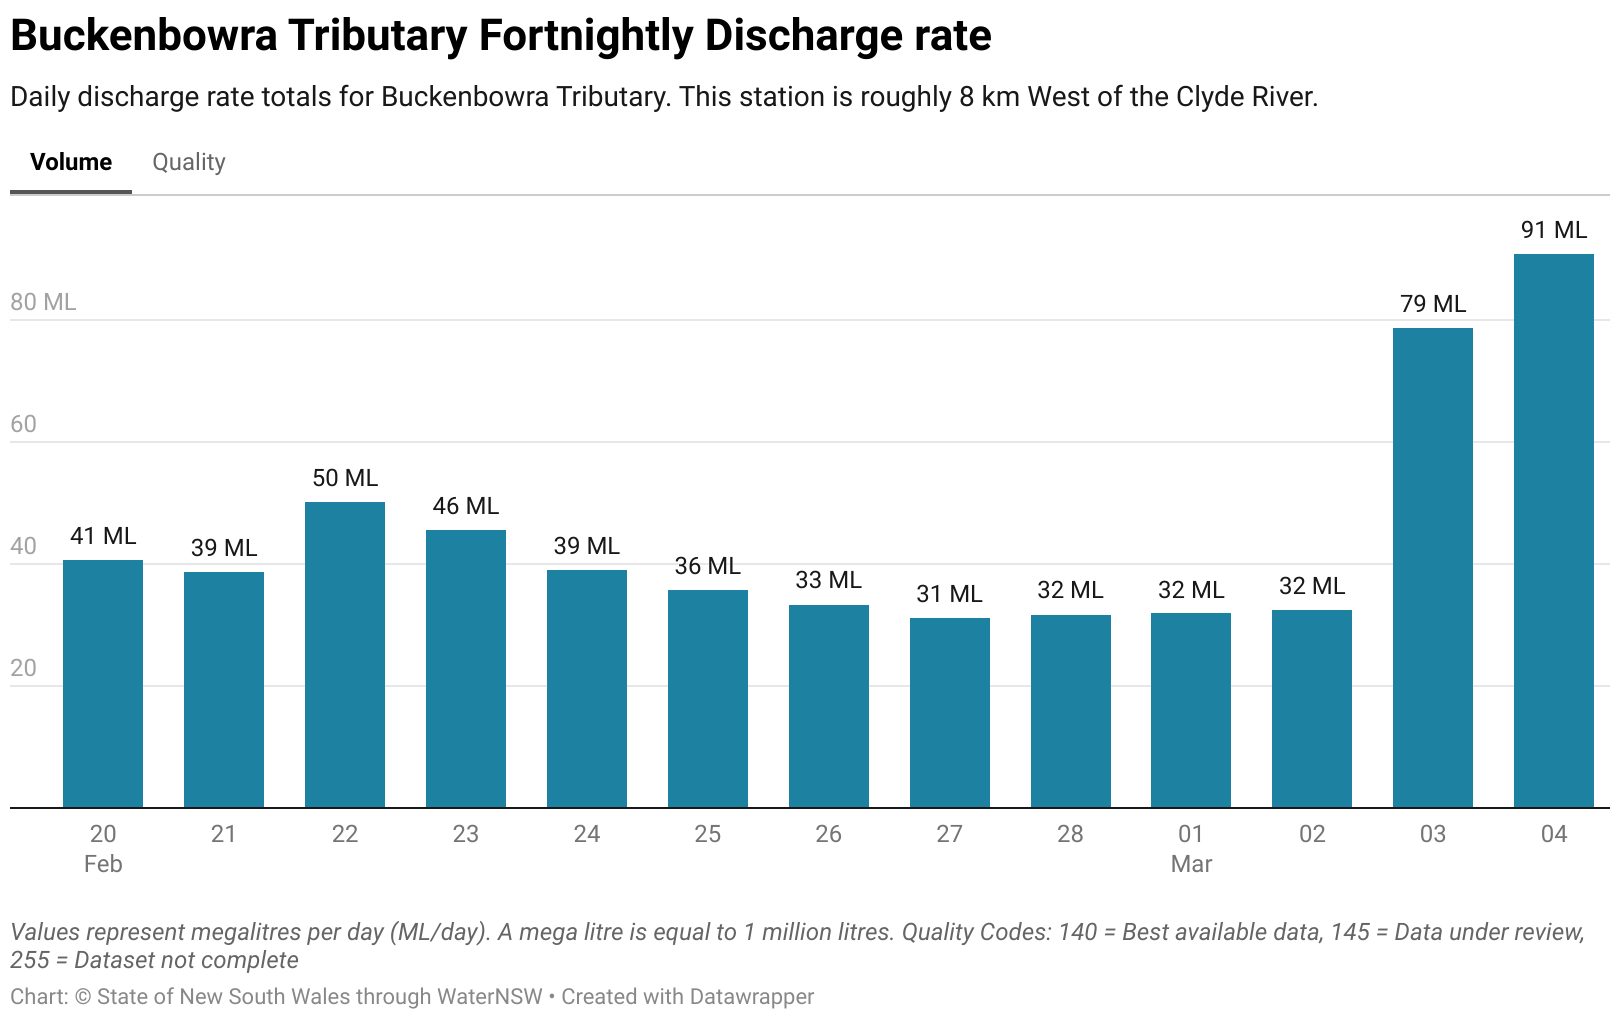 Buckenbowra Tributary Fortnightly Discharge rate
Daily discharge rate totals for Buckenbowra Tributary. This station is roughly 8 km West of the Clyde River.
Volume Quality
91 ML
80 ML
79 ML
60
50 ML
46 ML
41 ML
40
39 ML
39 ML
36 ML
33 ML
31 ML
32 ML
32 ML
32 ML
20
20 21 22 23 24 25 26 27 28 01 02 03 04
Feb Mar
Values represent megalitres per day (ML/day). A mega litre is equal to 1 million litres. Quality Codes: 140 = Best available data, 145 = Data under review,
255 = Dataset not complete
Chart: © State of New South Wales through WaterNSW • Created with Datawrapper